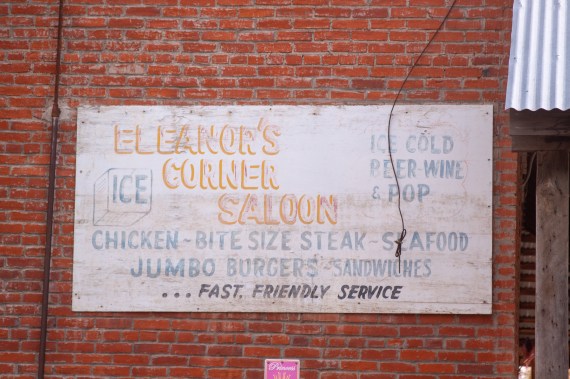 ELEANOR'S
CORNER
SALOON
ICE
ICE COLD
BEER-WINE
& POP
CHICKEN - BITE SIZE STEAK - SEAFOOD
JUMBO BURGERS - SANDWICHES
... FAST, FRIENDLY SERVICE
Princess